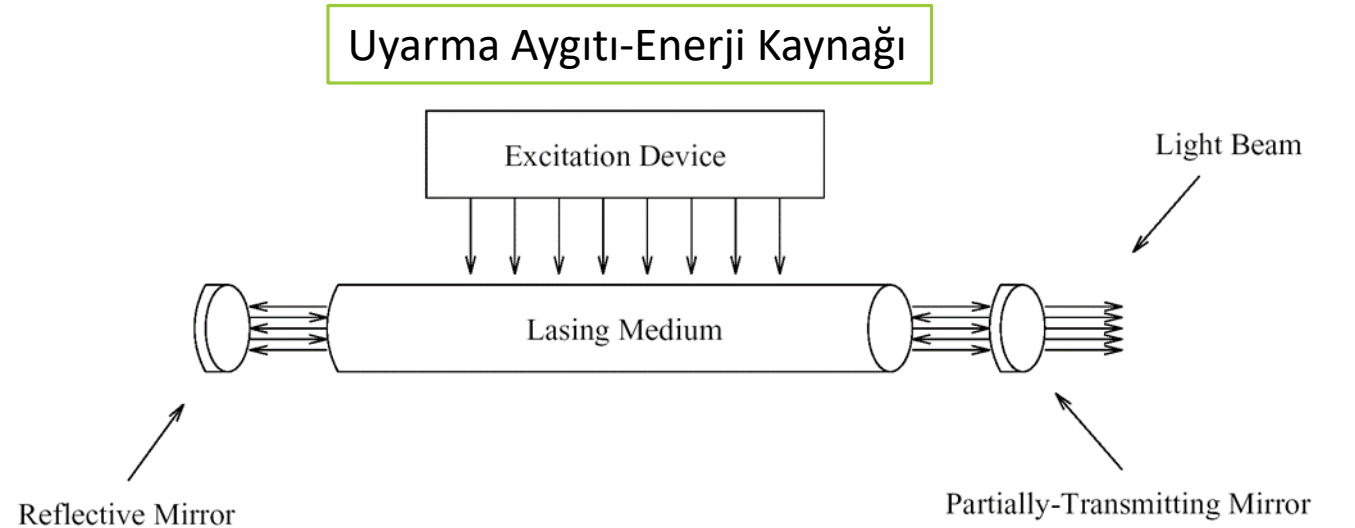 Uyarma Aygıtı-Enerji Kaynağı
Excitation Device
Light Beam
Lasing Medium
Reflective Mirror
Partially-Transmitting Mirror